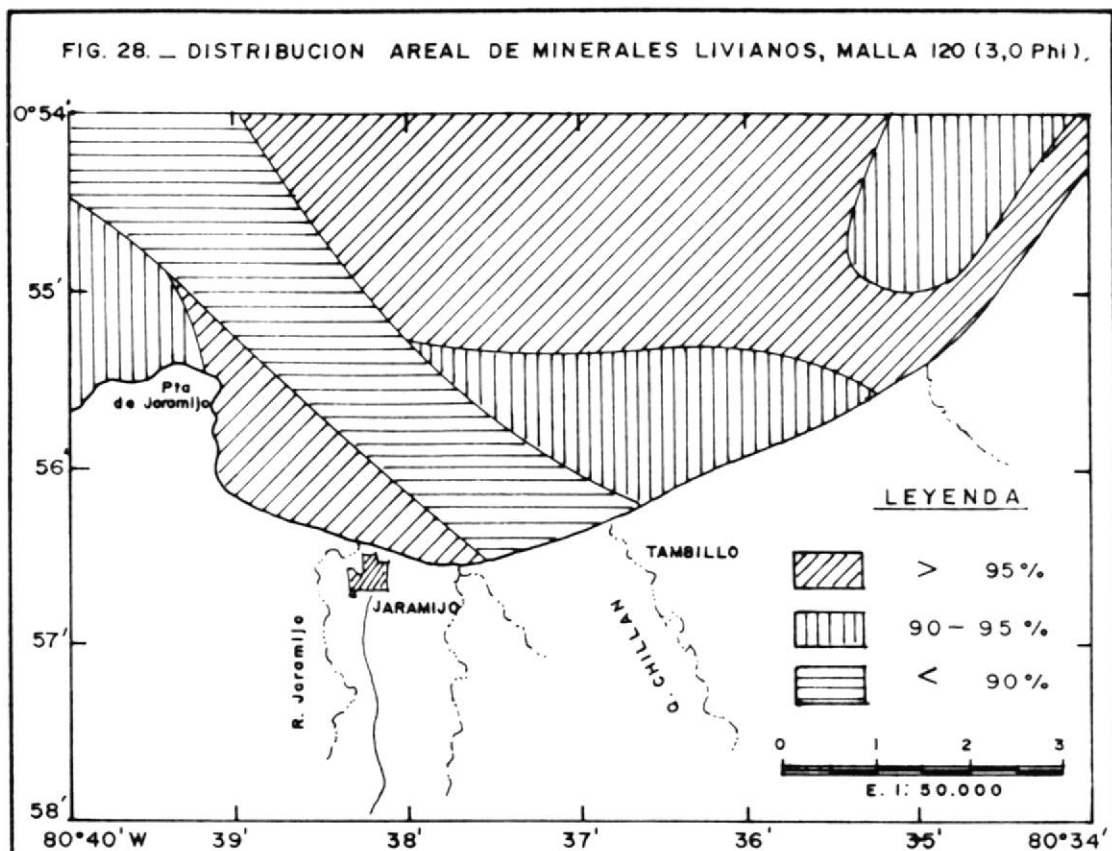 FIG. 28. _ DISTRIBUCION AREAL DE MINERALES LIVIANOS, MALLA 120 (3,0 Phi),
0°54'
55'
Pta
de Jaramijo
56'
LEYENDA
TAMBILLO
> 95%
JARAMIJO
90 - 95 %
57'
R. Jaramijo
Q. CHILLAN
< 90%
0 1 2 3
E. 1: 50.000
58'
80°40' W 39' 38' 37' 36' 35' 80°34'